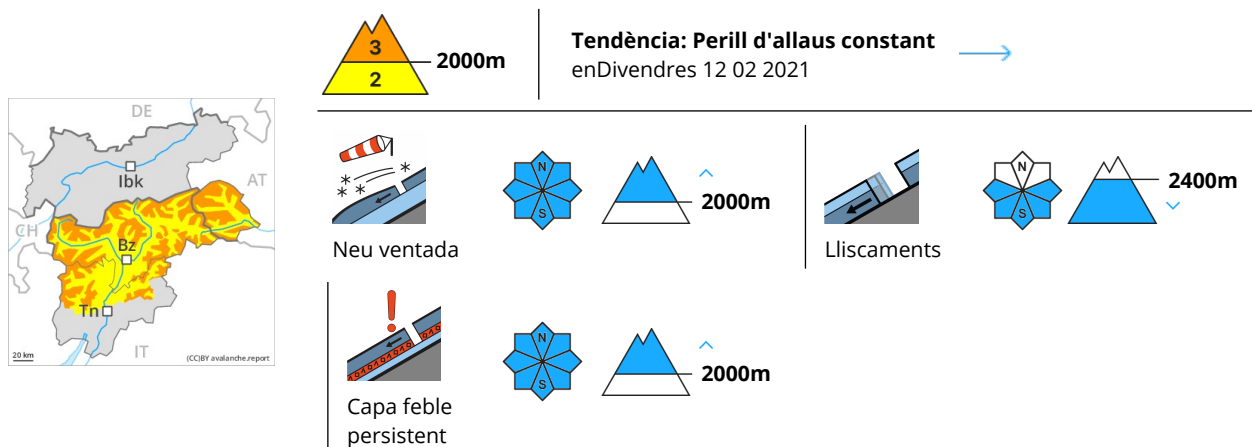 3
2
2000m
Tendència: Perill d'allaus constant
enDivendres 12 02 2021
DE
AT
CH
IT
Ibk
Bz
Tn
20 km
(CC)BY avalanche.report
N
S
2000m
Neu ventada
N
S
2400m
Lliscaments
N
S
2000m
Capa feble
persistent